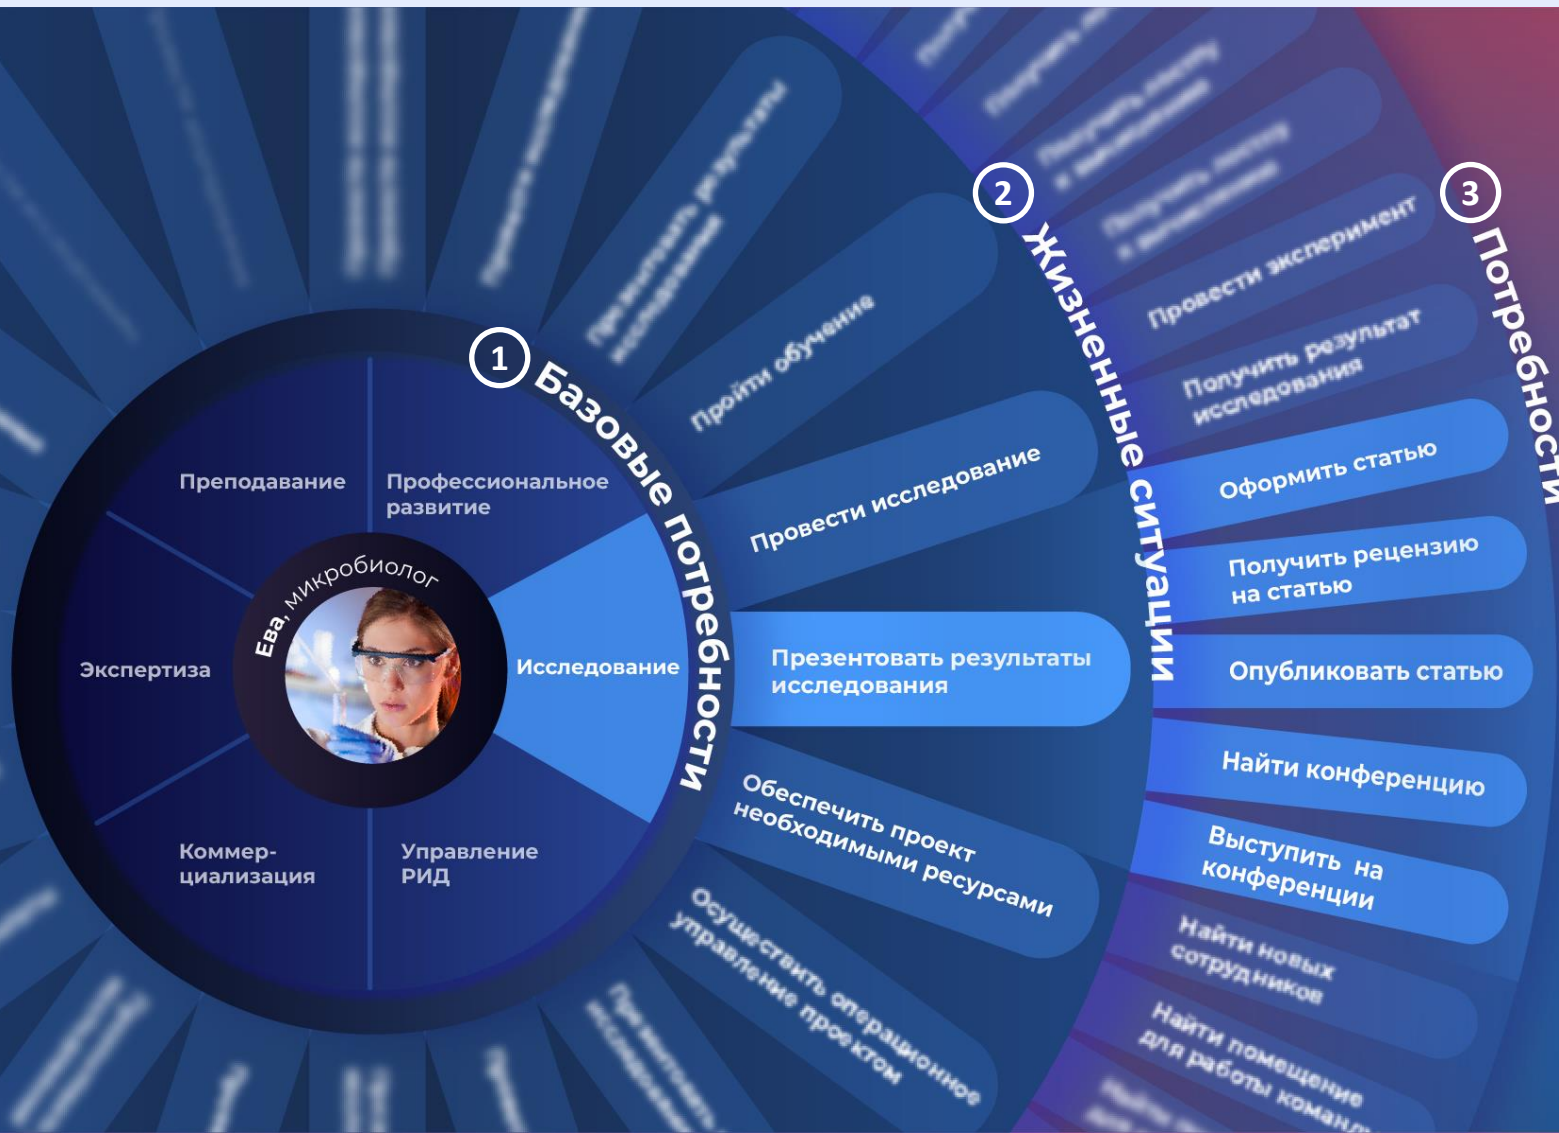 1
Базовые потребности
2
Жизненные ситуации
3
Потребности
Ева, микробиолог
Преподавание
Профессиональное
развитие
Экспертиза
Исследование
Коммер-
циализация
Управление
РИД
Презентовать результаты
исследования
Пройти обучение
Провести исследование
Презентовать результаты
исследования
Обеспечить проект
необходимыми ресурсами
Осуществить операционное
управление проектом
Провести эксперимент
Получить результат
исследования
Оформить статью
Получить рецензию
на статью
Опубликовать статью
Найти конференцию
Выступить на
конференции
Найти новых
сотрудников
Найти помещение
для работы